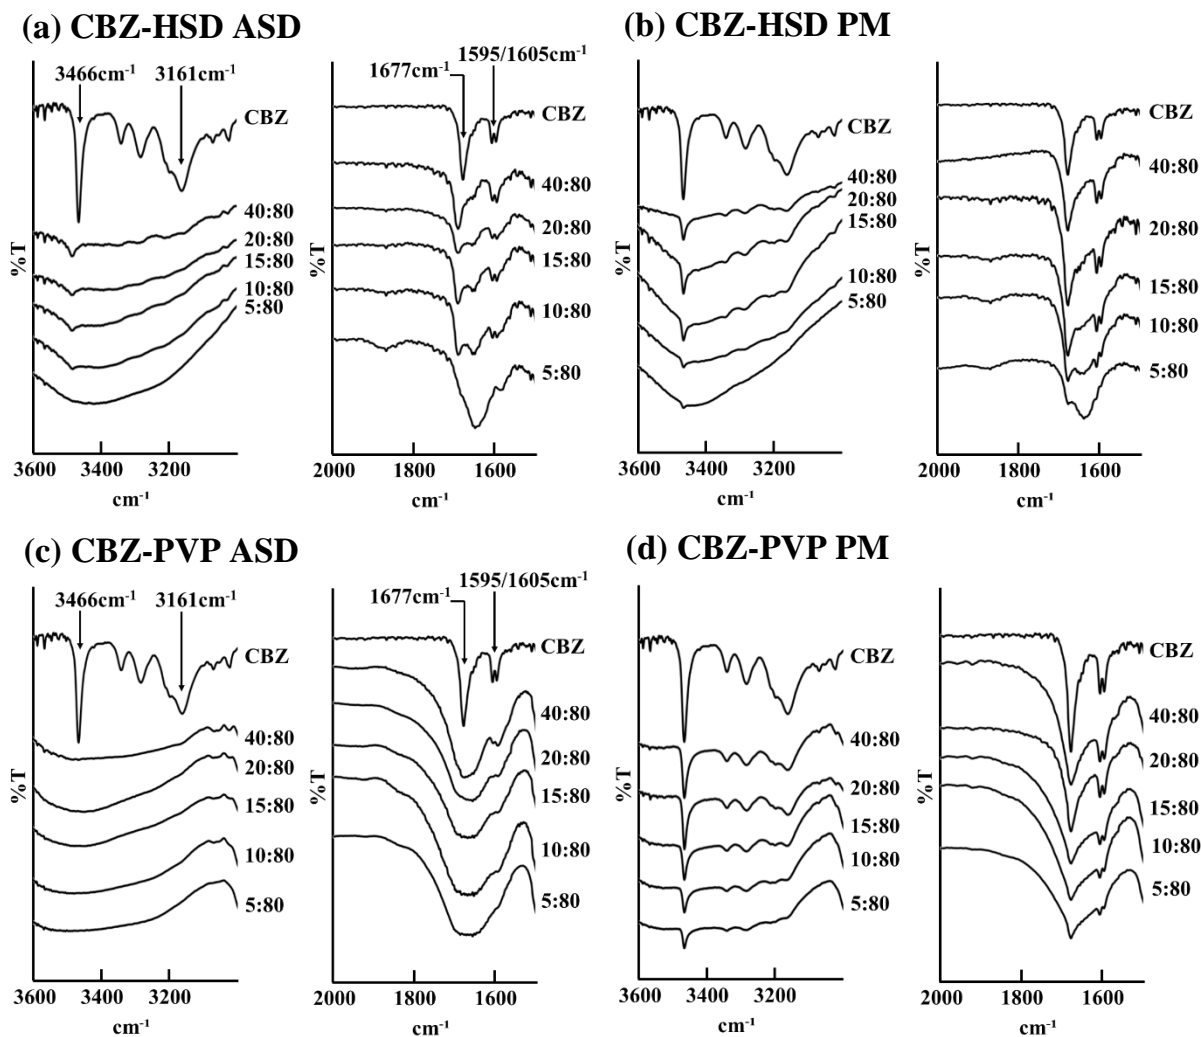 (a) CBZ-HSD ASD
3466cm-1
3161cm-1
CBZ
40:80
20:80
15:80
10:80
5:80
%T
3600
3200
cm-1
1677cm-1
1595/1605cm-1
CBZ
40:80
20:80
15:80
10:80
5:80
%T
2000
1800
1600
cm-1
(b) CBZ-HSD PM
CBZ
40:80
20:80
15:80
10:80
5:80
%T
3600
3400
3200
cm-1
CBZ
40:80
20:80
15:80
10:80
5:80
%T
2000
1800
1600
cm-1
(c) CBZ-PVP ASD
3466cm-1
3161cm-1
CBZ
40:80
20:80
15:80
10:80
5:80
%T
3600
3200
cm-1
1677cm-1
1595/1605cm-1
CBZ
40:80
20:80
15:80
10:80
5:80
%T
2000
1800
1600
cm-1
(d) CBZ-PVP PM
CBZ
40:80
20:80
15:80
10:80
5:80
%T
3600
3400
3200
cm-1
CBZ
40:80
20:80
15:80
10:80
5:80
%T
2000
1800
1600
cm-1